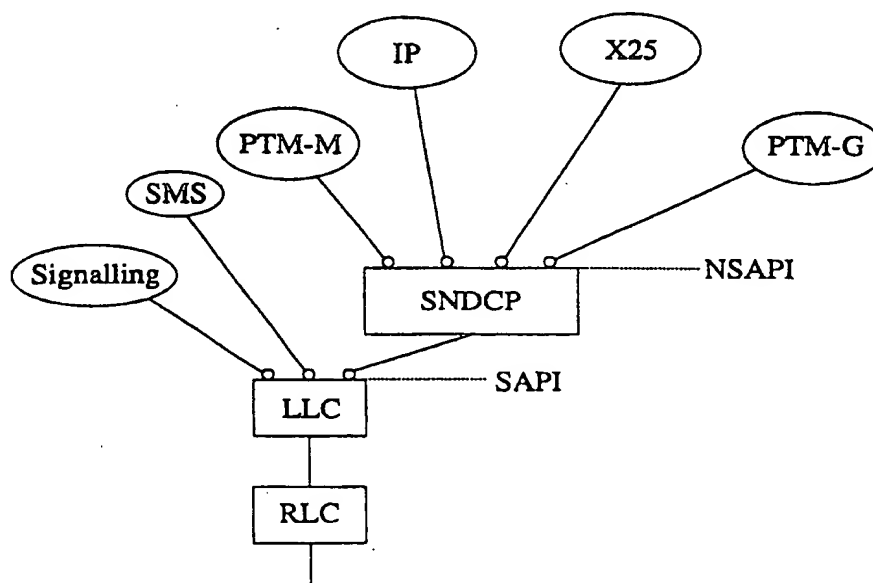 IP
X25
PTM-M
PTM-G
SMS
Signalling
NSAPI
SNDCP
SAPI
LLC
RLC